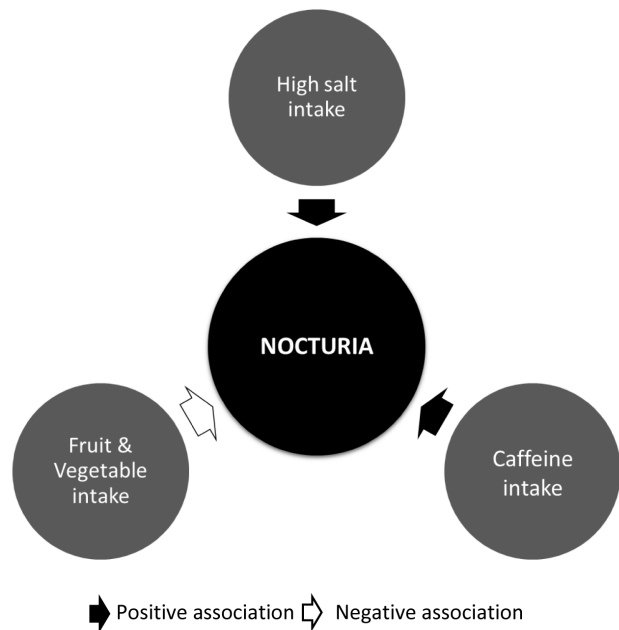 High salt
intake
NOCTURIA
Fruit &
Vegetable
intake
Caffeine
intake
Positive association Negative association